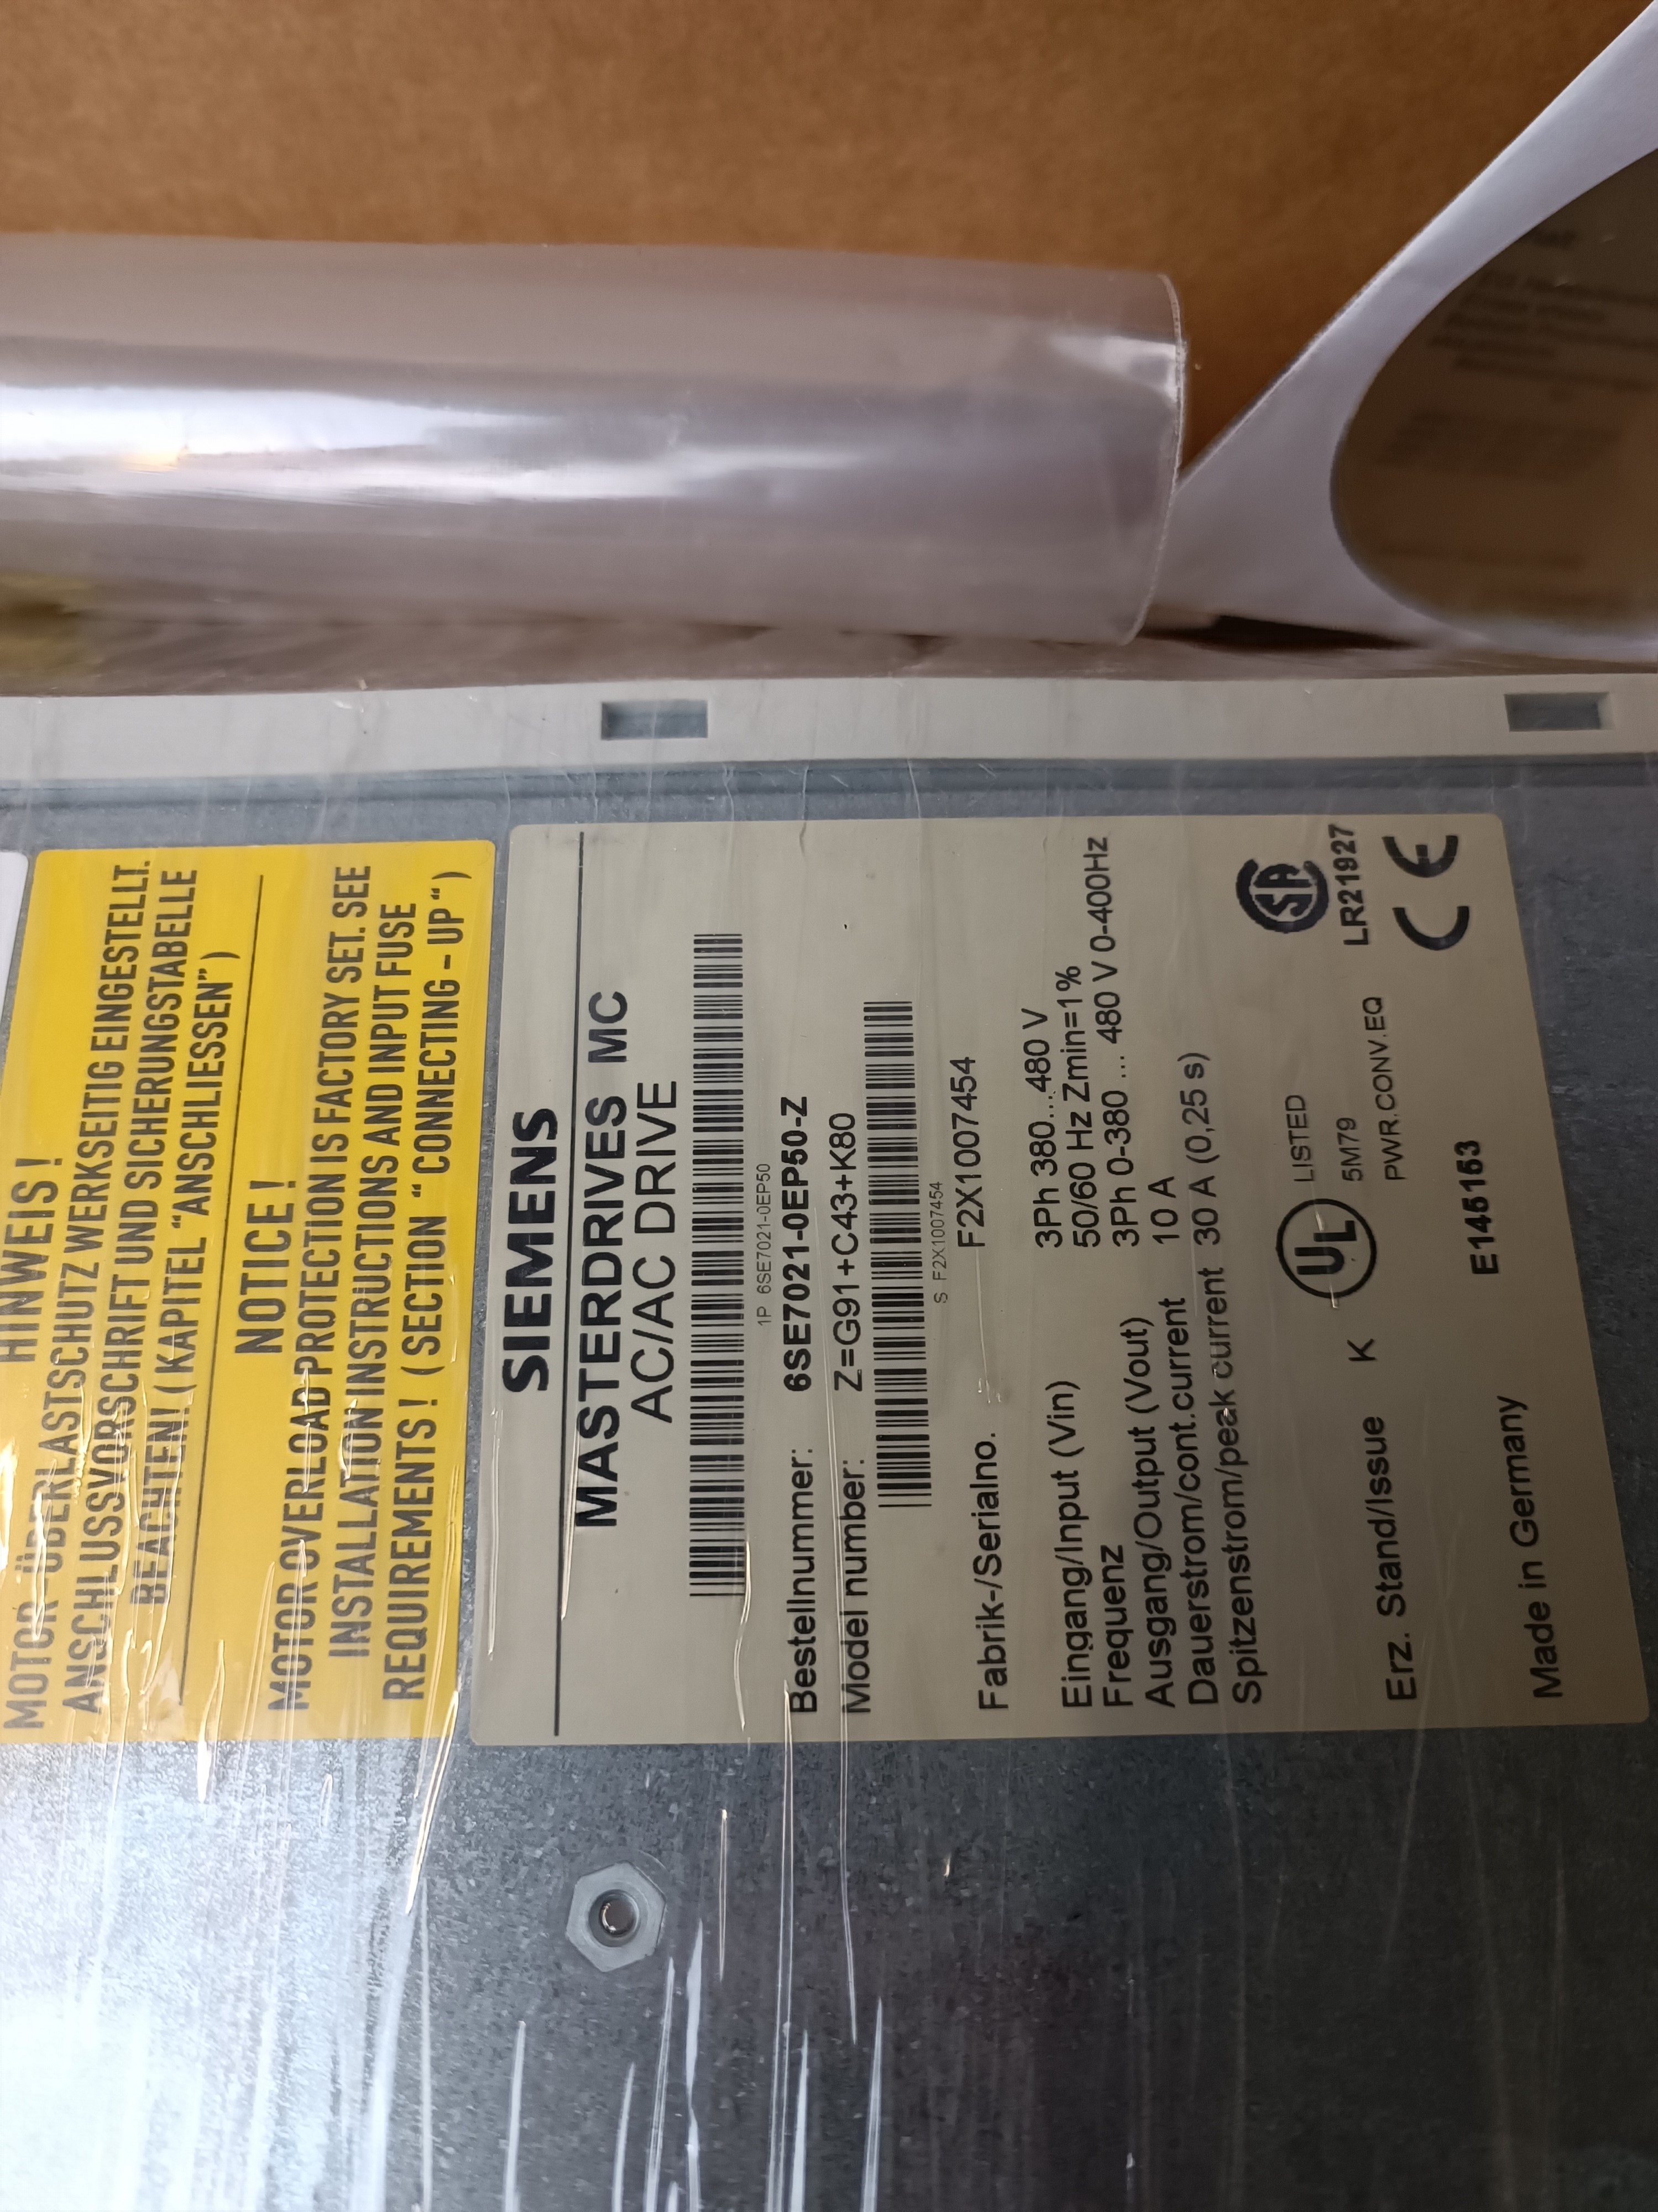 HINWEIS !
MOTOR-ÜBERLASTSCHUTZ WERKSEITIG EINGESTELLT.
ANSCHLUSSVORSCHRIFT UND SICHERUNGSTABELLE
BEACHTEN! (KAPITEL "ANSCHLIESSEN")
NOTICE !
MOTOR OVERLOAD PROTECTION IS FACTORY SET. SEE
INSTALLATION INSTRUCTIONS AND INPUT FUSE
REQUIREMENTS! (SECTION “CONNECTING – UP“)
SIEMENS
MASTERDRIVES MC
AC/AC DRIVE
1P 6SE7021-0EP50
Bestellnummer: 6SE7021-0EP50-Z
Model number: Z=G91+C43+K80
S F2X1007454
Fabrik-/Serialno. F2X1007454
Eingang/Input (Vin) 3Ph 380...480 V
Frequenz 50/60 Hz Zmin=1%
Ausgang/Output (Vout) 3Ph 0-380 .... 480 V 0-400Hz
Dauerstrom/cont.current 10 A
Spitzenstrom/peak current 30 A (0,25 s)
Erz. Stand/Issue K
UL LISTED
5M79
PWR.CONV.EQ
SA
LR21927
CE
E145153
Made in Germany